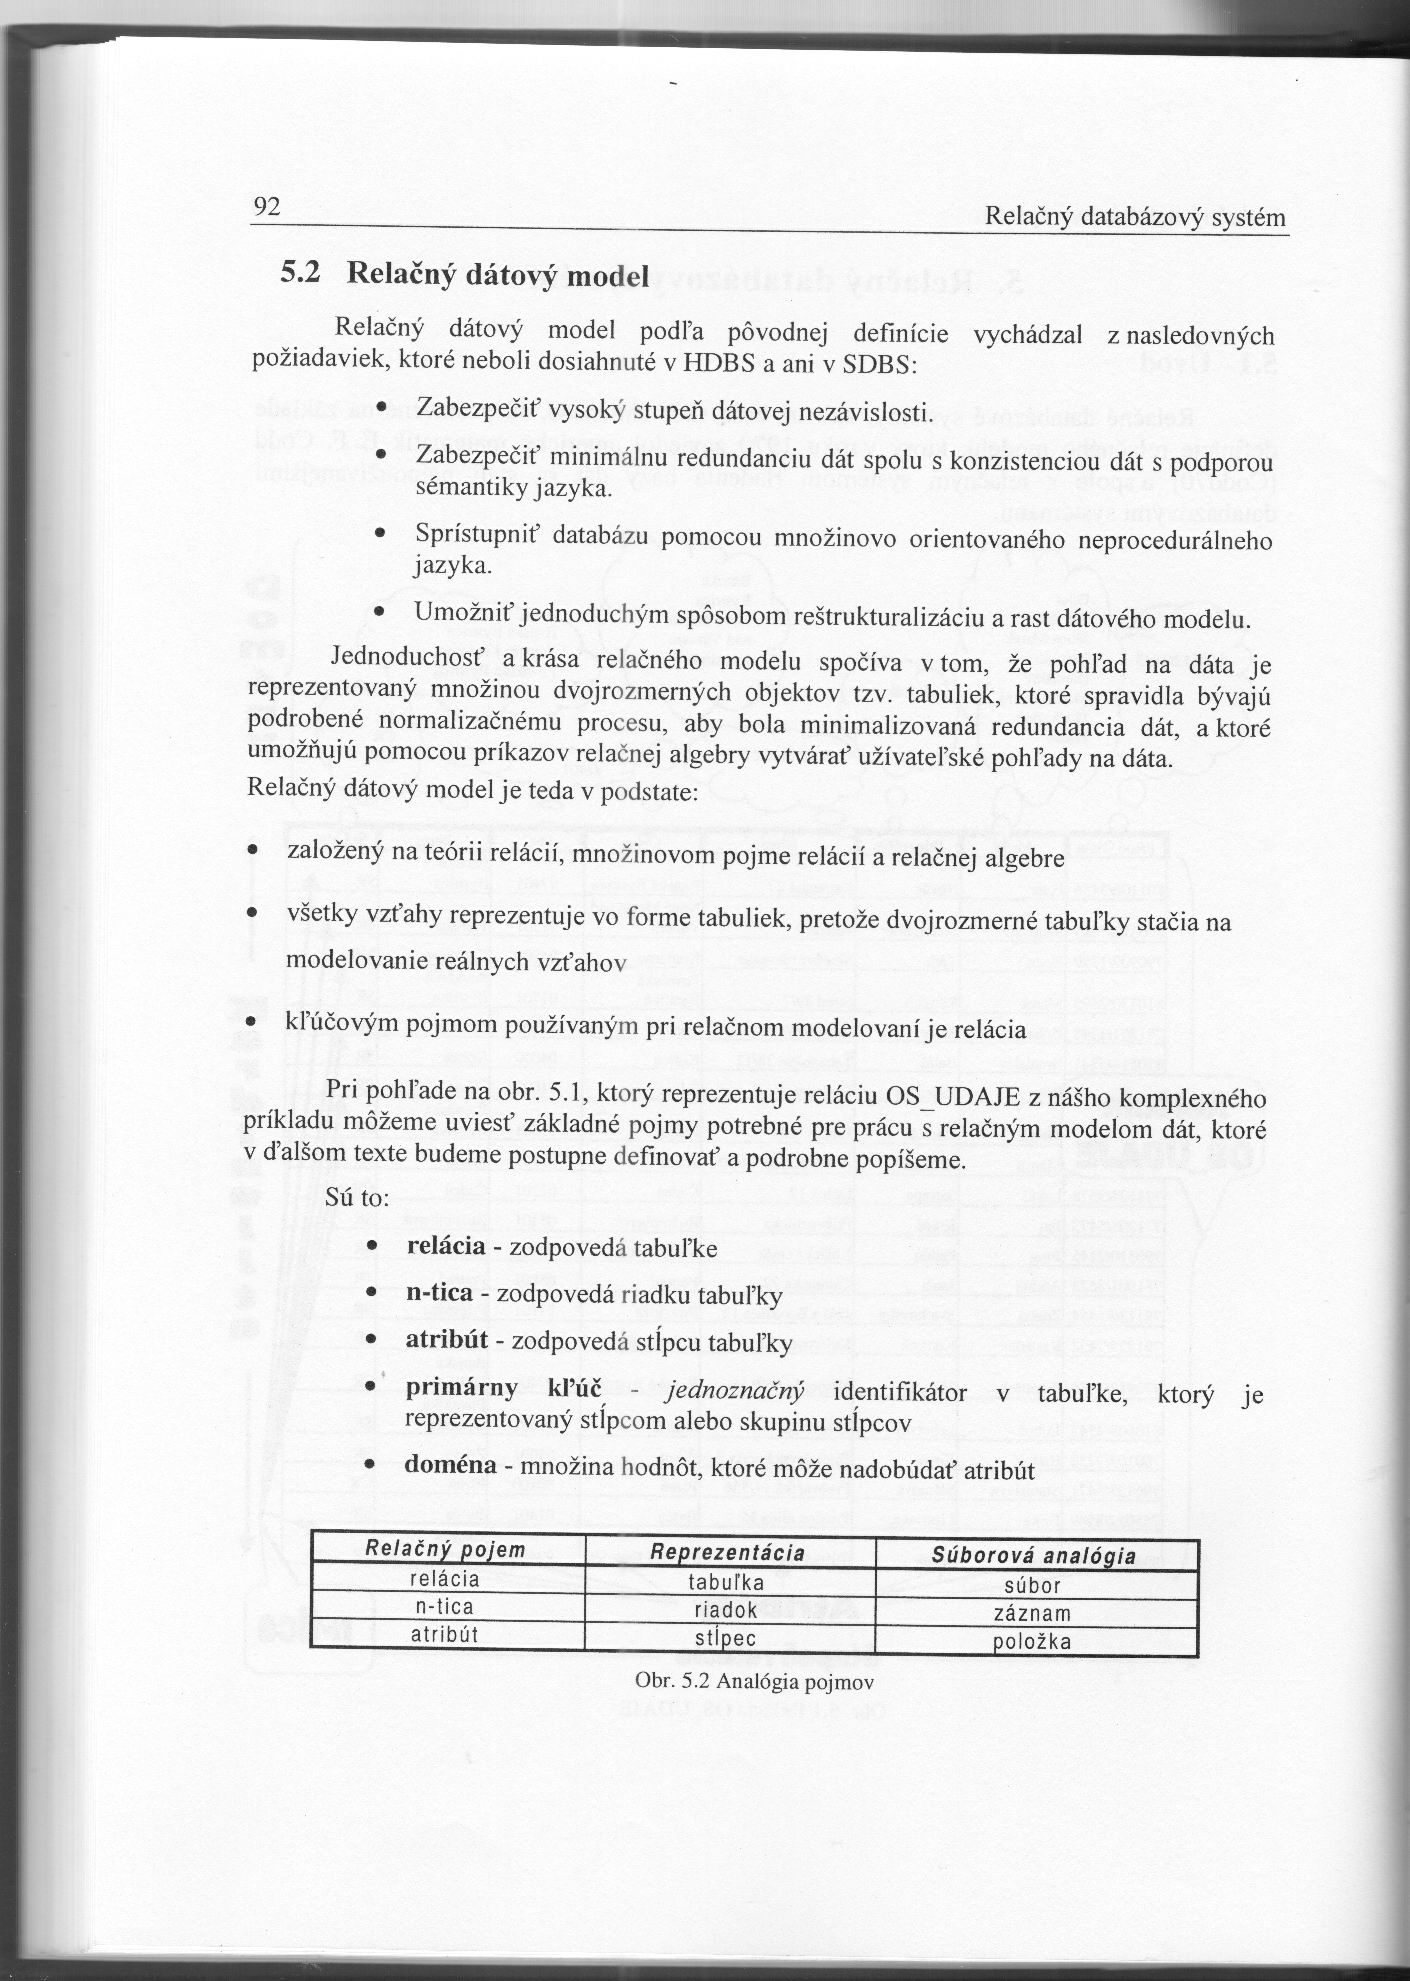 92
Relačný databázový systém
5.2 Relačný dátový model
Relačný dátový model podľa pôvodnej definície vychádzal z nasledovných
požiadaviek, ktoré neboli dosiahnuté v HDBS a ani v SDBS:
• Zabezpečiť vysoký stupeň dátovej nezávislosti.
• Zabezpečiť minimálnu redundanciu dát spolu s konzistenciou dát s podporou
sémantiky jazyka.
• Sprístupniť databázu pomocou množinovo orientovaného neprocedurálneho
jazyka.
• Umožniť jednoduchým spôsobom reštrukturalizáciu a rast dátového modelu.
Jednoduchosť a krása relačného modelu spočíva v tom, že pohľad na dáta je
reprezentovaný množinou dvojrozmerných objektov tzv. tabuliek, ktoré spravidla bývajú
podrobené normalizačnému procesu, aby bola minimalizovaná redundancia dát, a ktoré
umožňujú pomocou príkazov relačnej algebry vytvárať užívateľské pohľady na dáta.
Relačný dátový model je teda v podstate:
• založený na teórii relácií, množinovom pojme relácií a relačnej algebre
• všetky vzťahy reprezentuje vo forme tabuliek, pretože dvojrozmerné tabuľky stačia na
modelovanie reálnych vzťahov
• kľúčovým pojmom používaným pri relačnom modelovaní je relácia
Pri pohľade na obr. 5.1, ktorý reprezentuje reláciu OS_UDAJE z nášho komplexného
príkladu môžeme uviesť základné pojmy potrebné pre prácu s relačným modelom dát, ktoré
v ďalšom texte budeme postupne definovať a podrobne popíšeme.
Sú to:
• relácia - zodpovedá tabuľke
• n-tica - zodpovedá riadku tabuľky
• atribút - zodpovedá stĺpcu tabuľky
• primárny kľúč - jednoznačný identifikátor v tabuľke, ktorý je
reprezentovaný stĺpcom alebo skupinu stĺpcov
• doména - množina hodnôt, ktoré môže nadobúdať atribút
Relačný pojem Reprezentácia Súborová analógia
relácia tabuľka súbor
n-tica riadok záznam
atribút stĺpec položka
Obr. 5.2 Analógia pojmov